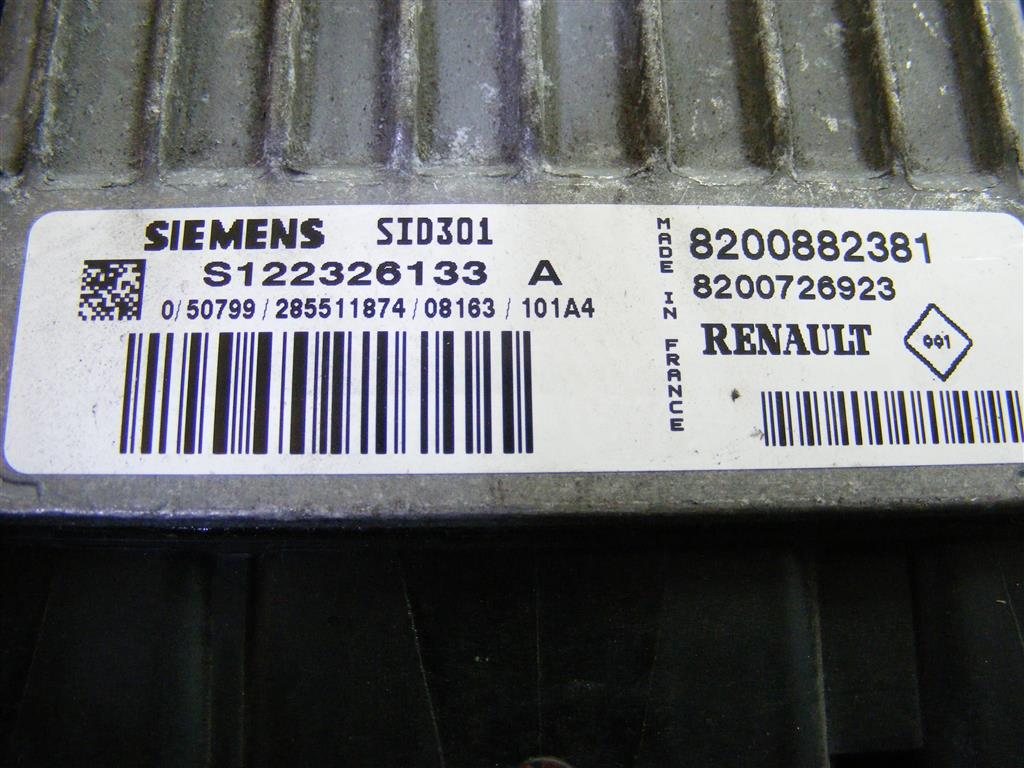 SIEMENS SID301
S122326133 A
0/50799/285511874/08163/101A4
MADE IN FRANCE
8200882381
8200726923
RENAULT 001